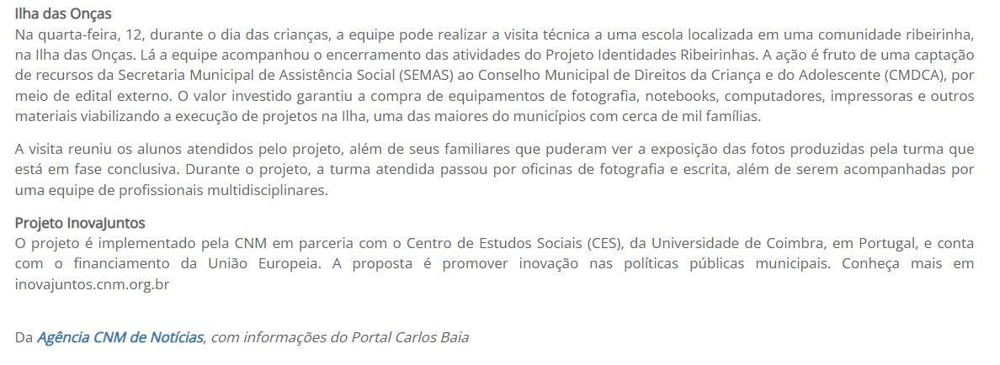 Ilha das Onças
Na quarta-feira, 12, durante o dia das crianças, a equipe pode realizar a visita técnica a uma escola localizada em uma comunidade ribeirinha,
na Ilha das Onças. Lá a equipe acompanhou o encerramento das atividades do Projeto Identidades Ribeirinhas. A ação é fruto de uma captação
de recursos da Secretaria Municipal de Assistência Social (SEMAS) ao Conselho Municipal de Direitos da Criança e do Adolescente (CMDCA), por
meio de edital externo. O valor investido garantiu a compra de equipamentos de fotografia, notebooks, computadores, impressoras e outros
materiais viabilizando a execução de projetos na Ilha, uma das maiores do municípios com cerca de mil famílias.
A visita reuniu os alunos atendidos pelo projeto, além de seus familiares que puderam ver a exposição das fotos produzidas pela turma que
está em fase conclusiva. Durante o projeto, a turma atendida passou por oficinas de fotografia e escrita, além de serem acompanhadas por
uma equipe de profissionais multidisciplinares.
Projeto InovaJuntos
O projeto é implementado pela CNM em parceria com o Centro de Estudos Sociais (CES), da Universidade de Coimbra, em Portugal, e conta
com o financiamento da União Europeia. A proposta é promover inovação nas políticas públicas municipais. Conheça mais em
inovajuntos.cnm.org.br
Da Agência CNM de Notícias, com informações do Portal Carlos Baia